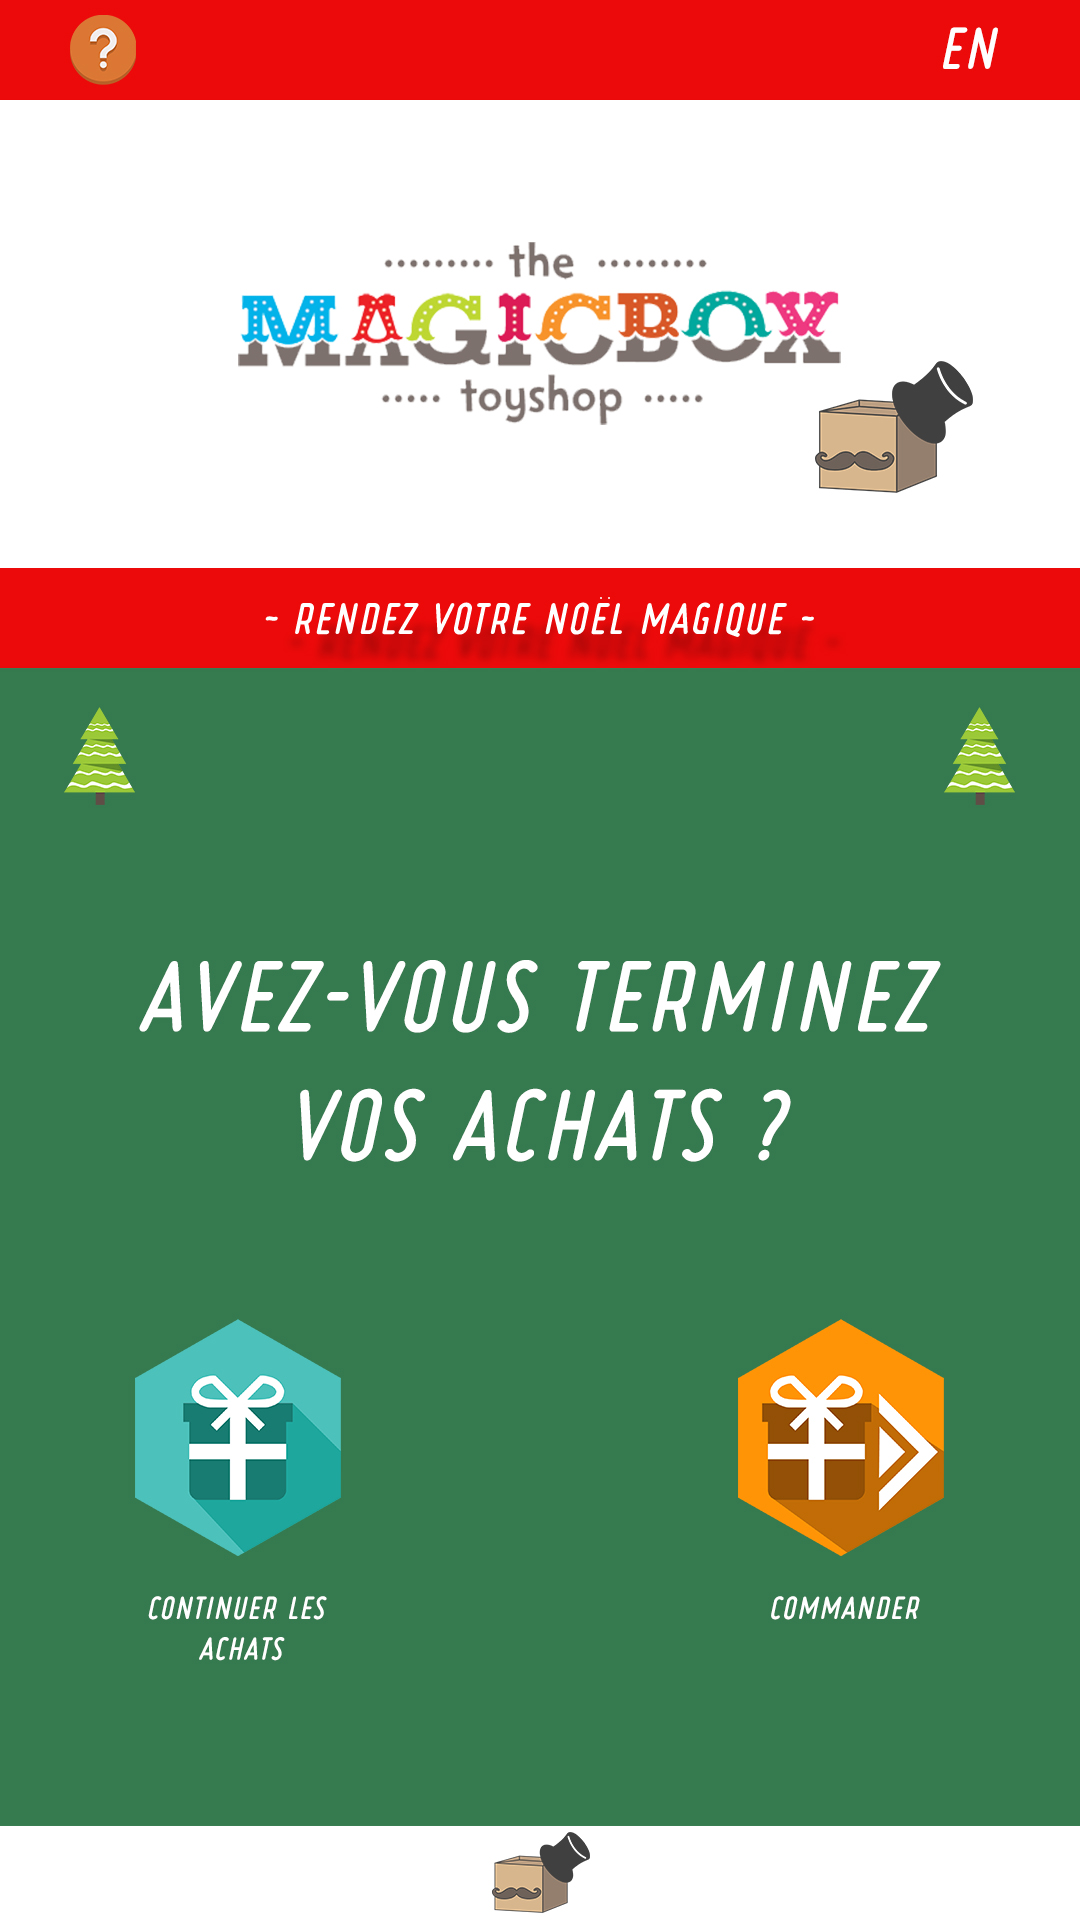 ?
EN
the
MAGICBOX
toyshop
~ RENDEZ VOTRE NOËL MAGIQUE ~
AVEZ-VOUS TERMINEZ
VOS ACHATS ?
CONTINUER LES
ACHATS
COMMANDER